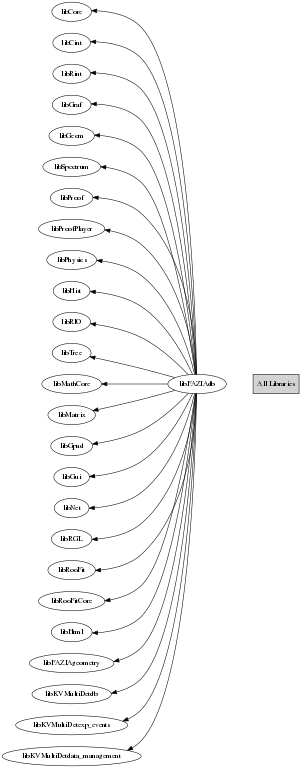 libCore
libCint
libRint
libGraf
libGeom
libSpectrum
libProof
libProofPlayer
libPhysics
libHist
libRIO
libTree
libMathCore
libFAZIAdb
All Libraries
libMatrix
libGpad
libGui
libNet
libRGL
libRooFit
libRooFitCore
libHtml
libFAZIAgeometry
libKVMultiDetdb
libKVMultiDetexp_events
libKVMultiDetdata_management